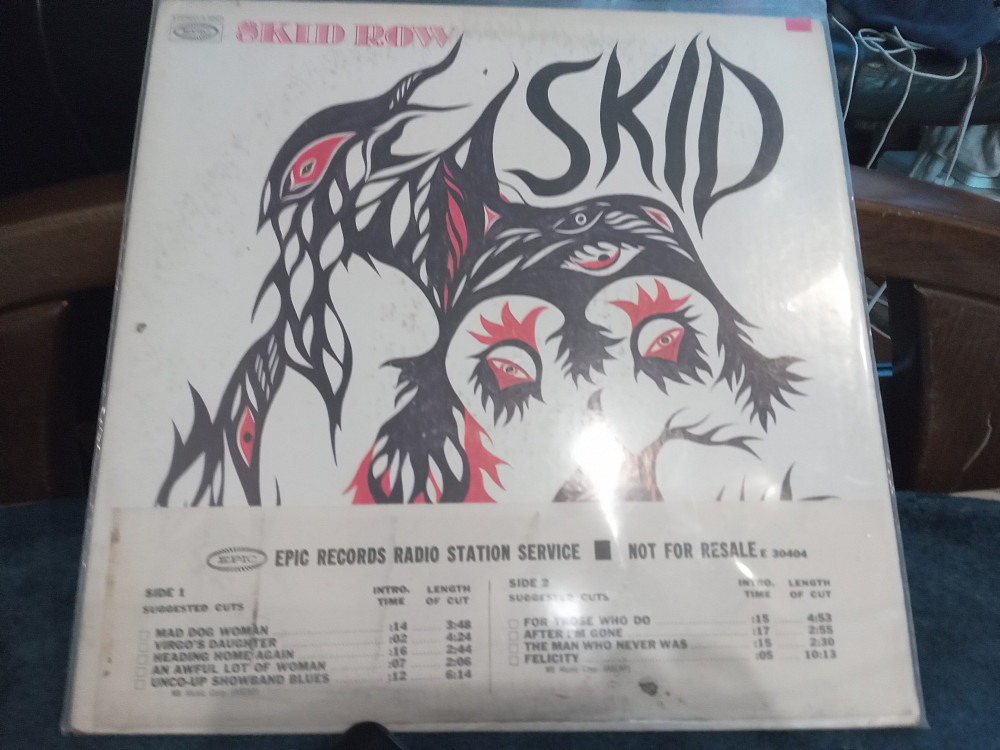 EPIC
SKID ROW
SKID
EPIC
EPIC RECORDS RADIO STATION SERVICE ■ NOT FOR RESALE E 30404
SIDE 1 INTRO. LENGTH
SUGGESTED CUTS TIME OF CUT
MAD DOG WOMAN :14 3:48
VIRGO'S DAUGHTER :02 4:24
HEADING HOME AGAIN :16 2:44
AN AWFUL LOT OF WOMAN :07 2:06
UNCO-UP SHOWBAND BLUES :12 6:14
SIDE 2 INTRO. LENGTH
SUGGESTED CUTS TIME OF CUT
FOR THOSE WHO DO :15 4:53
AFTER I'M GONE :17 2:55
THE MAN WHO NEVER WAS :15 2:30
FELICITY :05 10:13